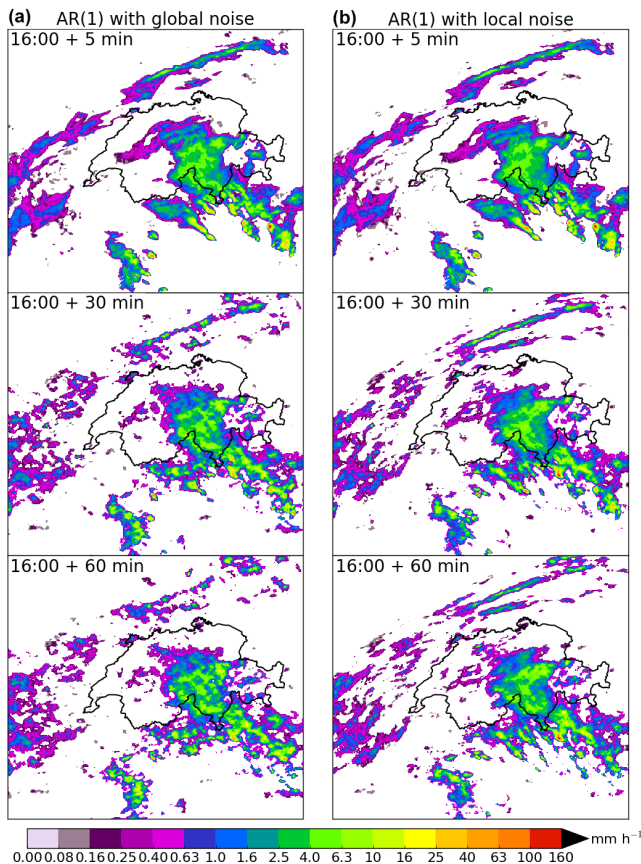 (a) AR(1) with global noise
(b) AR(1) with local noise
16:00 + 5 min
16:00 + 5 min
16:00 + 30 min
16:00 + 30 min
16:00 + 60 min
16:00 + 60 min
0.00 0.08 0.16 0.25 0.40 0.63 1.0 1.6 2.5 4.0 6.3 10 16 25 40 63 100 160 mm h⁻¹